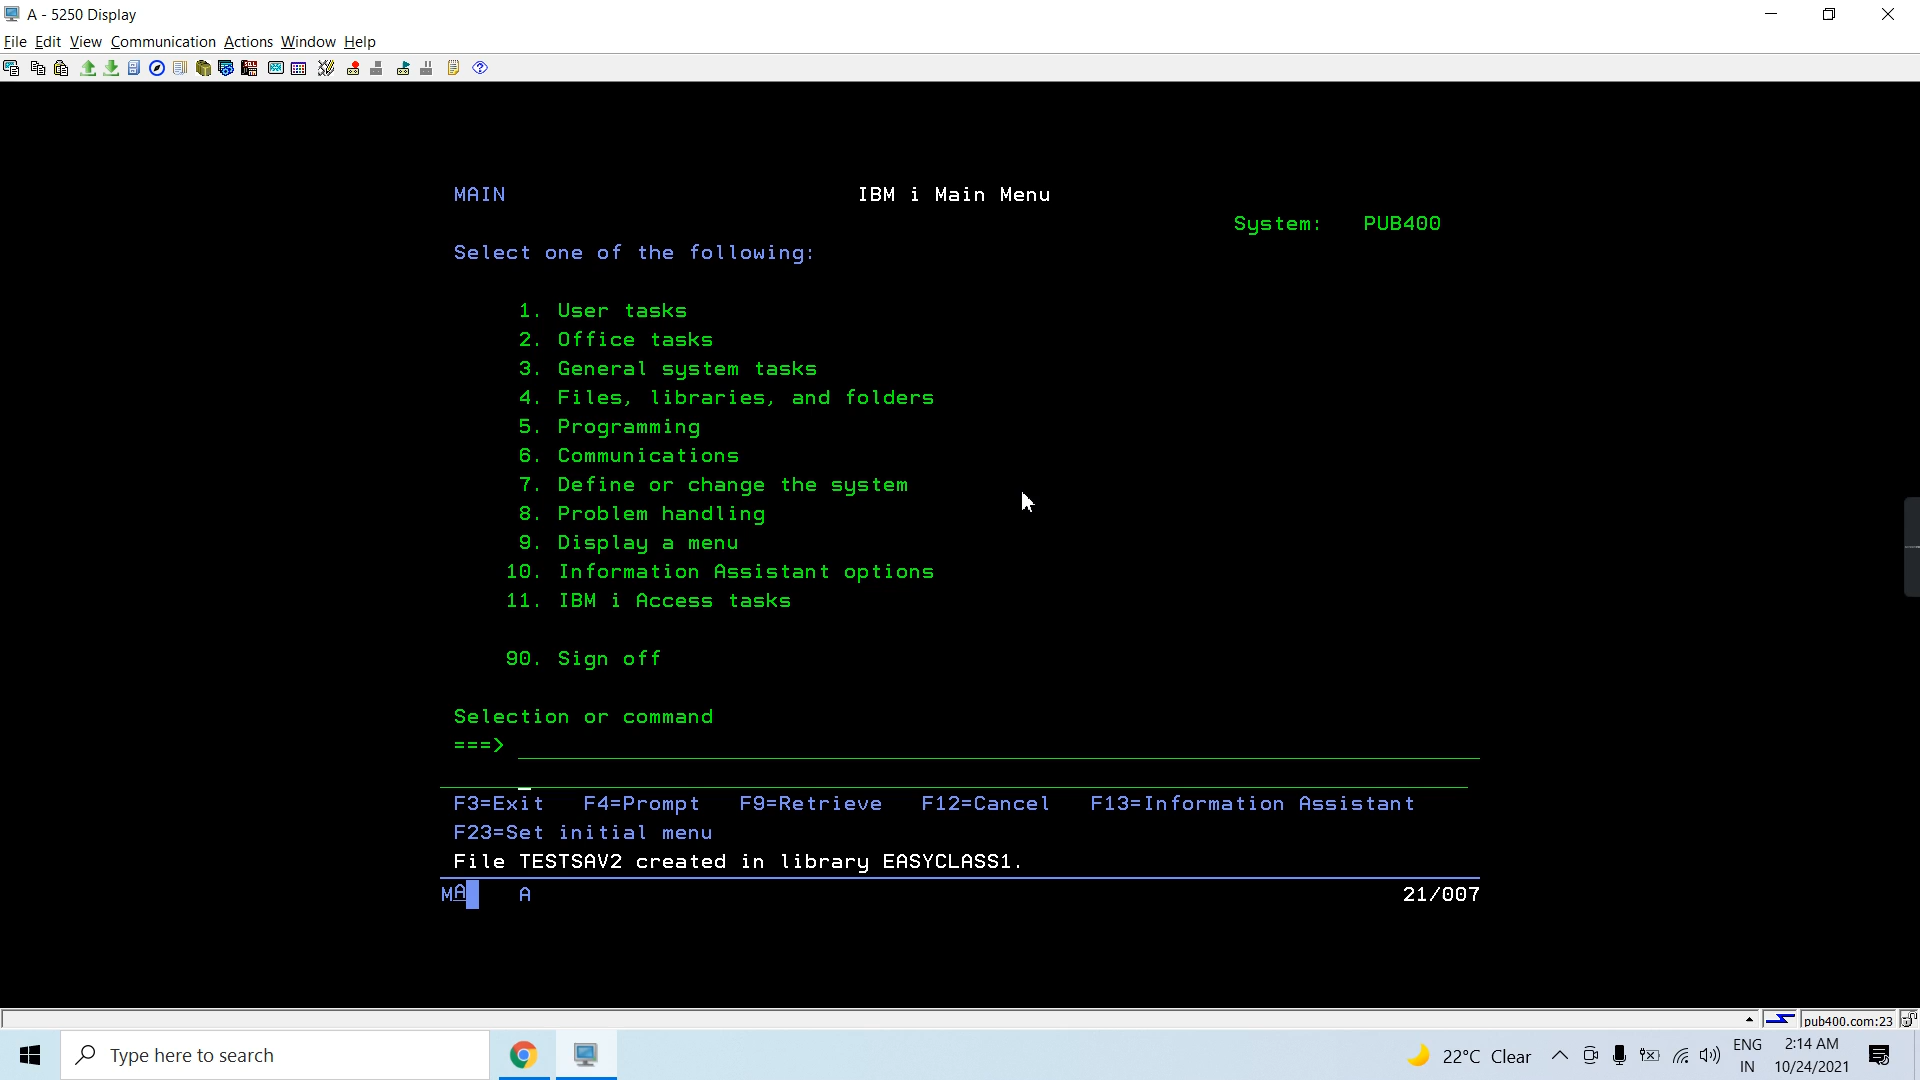 A - 5250 Display
File Edit View Communication Actions Window Help
MAIN IBM i Main Menu
System: PUB400
Select one of the following:
1. User tasks
2. Office tasks
3. General system tasks
4. Files, libraries, and folders
5. Programming
6. Communications
7. Define or change the system
8. Problem handling
9. Display a menu
10. Information Assistant options
11. IBM i Access tasks
90. Sign off
Selection or command
===>
F3=Exit F4=Prompt F9=Retrieve F12=Cancel F13=Information Assistant
F23=Set initial menu
File TESTSAV2 created in library EASYCLASS1.
MA A 21/007
pub400.com:23
Type here to search
22°C Clear
ENG
IN
2:14 AM
10/24/2021